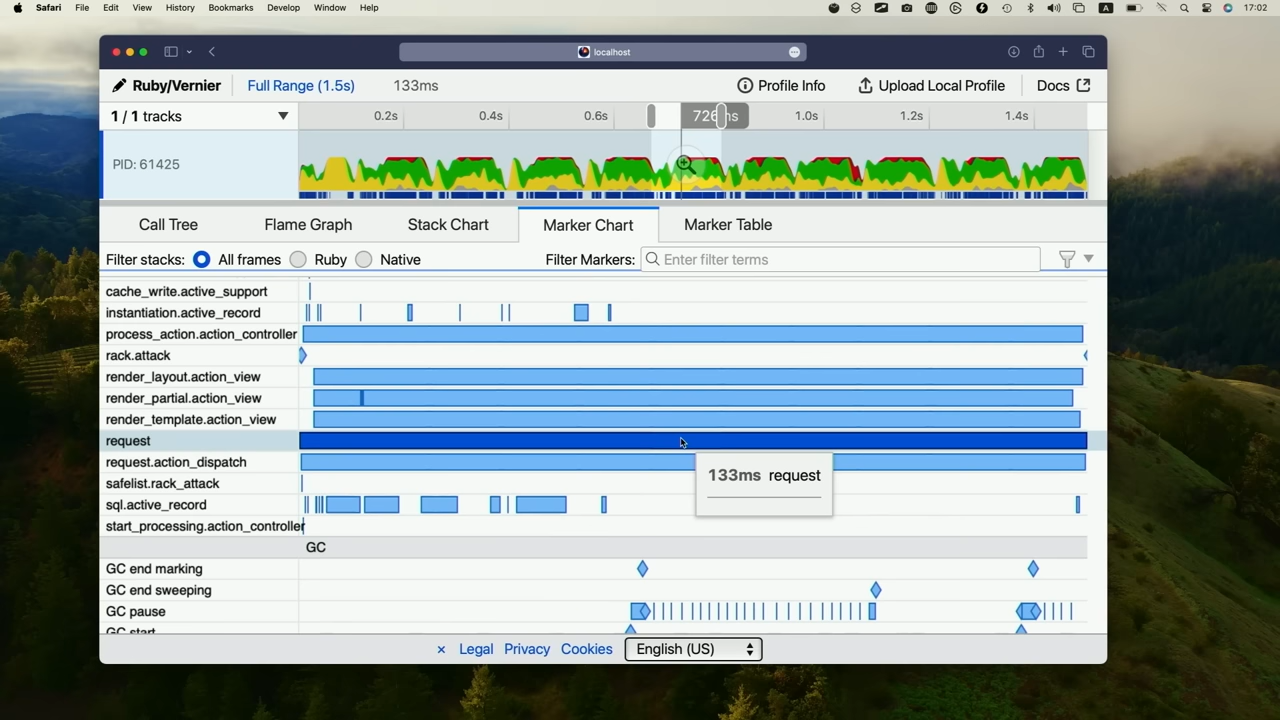 Safari File Edit View History Bookmarks Develop Window Help A 17:02
localhost
Ruby/Vernier Full Range (1.5s) 133ms Profile Info Upload Local Profile Docs
1 / 1 tracks 0.2s 0.4s 0.6s 726ms 1.0s 1.2s 1.4s
PID: 61425
Call Tree Flame Graph Stack Chart Marker Chart Marker Table
Filter stacks: All frames Ruby Native Filter Markers: Enter filter terms
cache_write.active_support
instantiation.active_record
process_action.action_controller
rack.attack
render_layout.action_view
render_partial.action_view
render_template.action_view
request
request.action_dispatch
133ms request
safelist.rack_attack
sql.active_record
start_processing.action_controller
GC
GC end marking
GC end sweeping
GC pause
GC start
× Legal Privacy Cookies English (US)